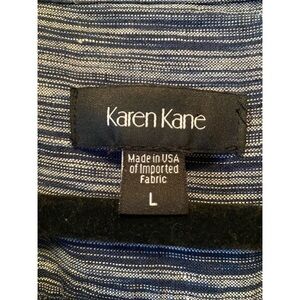 Karen Kane
Made in USA
of Imported
Fabric
L